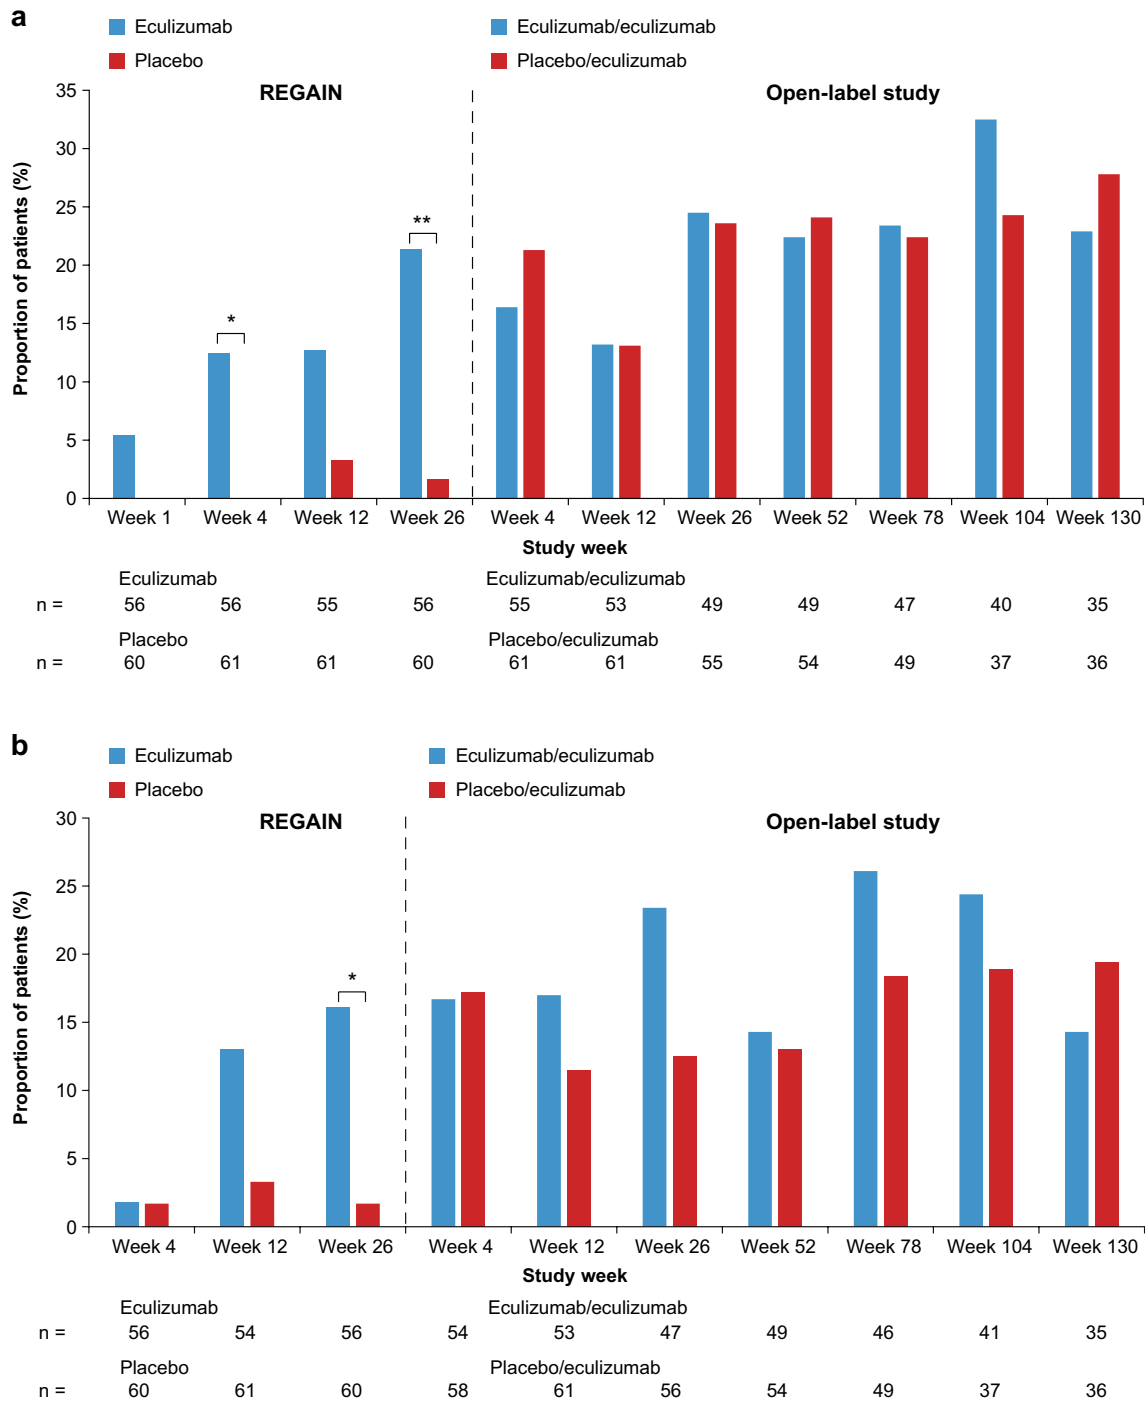 a
Eculizumab Eculizumab/eculizumab
Placebo Placebo/eculizumab
REGAIN Open-label study
Proportion of patients (%)
35
30
25
20
15
10
5
0
* **
Week 1 Week 4 Week 12 Week 26 Week 4 Week 12 Week 26 Week 52 Week 78 Week 104 Week 130
Study week
Eculizumab Eculizumab/eculizumab
n = 56 56 55 56 55 53 49 49 47 40 35
Placebo Placebo/eculizumab
n = 60 61 61 60 61 61 55 54 49 37 36
b
Eculizumab Eculizumab/eculizumab
Placebo Placebo/eculizumab
REGAIN Open-label study
Proportion of patients (%)
30
25
20
15
10
5
0
*
Week 4 Week 12 Week 26 Week 4 Week 12 Week 26 Week 52 Week 78 Week 104 Week 130
Study week
Eculizumab Eculizumab/eculizumab
n = 56 54 56 54 53 47 49 46 41 35
Placebo Placebo/eculizumab
n = 60 61 60 58 61 56 54 49 37 36